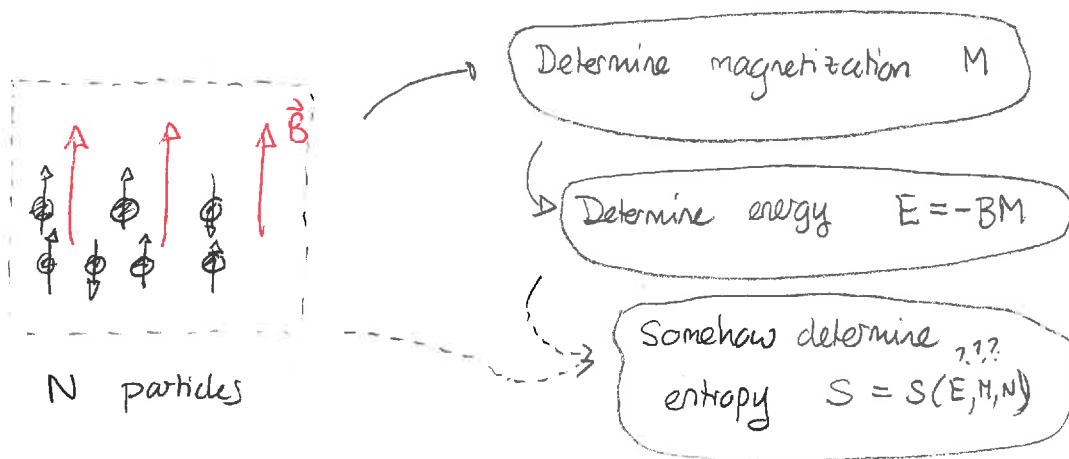 Determine magnetization M
B⃗
Determine energy E = -BM
N particles
Somehow determine
???
entropy S = S(E,M,N)